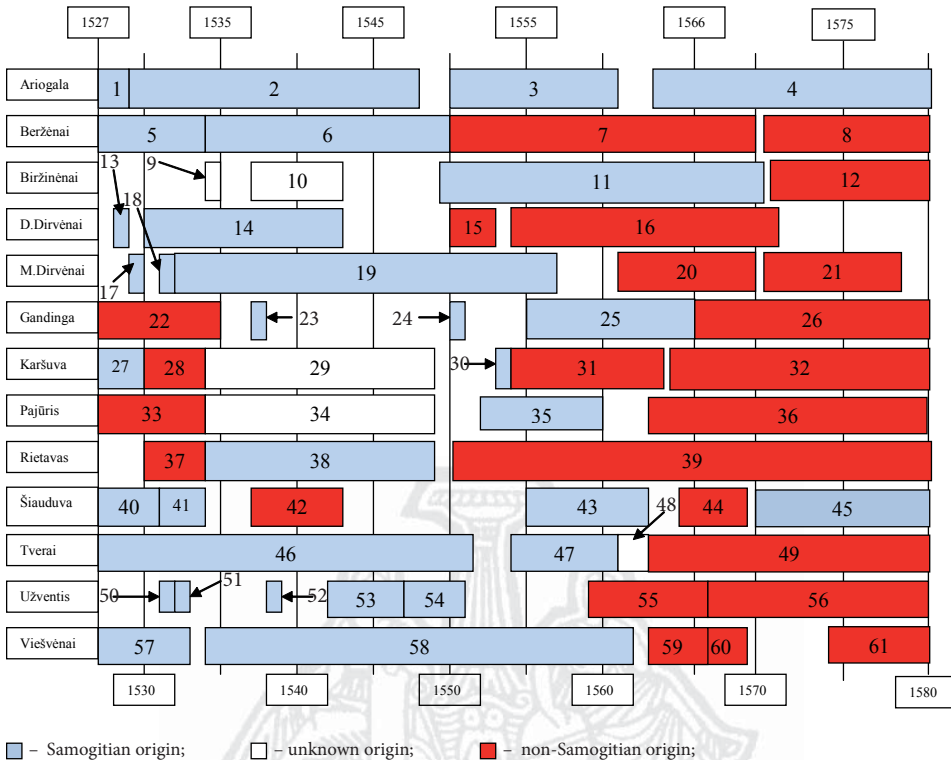 1527 1535 1545 1555 1566 1575
Ariogala 1 2 3 4
Beržėnai 5 6 7 8
Biržinėnai 13 9 10 11 12
D.Dirvėnai 18 14 15 16
M.Dirvėnai 17 19 20 21
Gandinga 22 23 24 25 26
Karšuva 27 28 29 30 31 32
Pajūris 33 34 35 36
Rietavas 37 38 39
Šiauduva 40 41 42 43 48 44 45
Tverai 46 47 49
Užventis 50 51 52 53 54 55 56
Viešvėnai 57 58 59 60 61
1530 1540 1550 1560 1570 1580
– Samogitian origin; – unknown origin; – non-Samogitian origin;